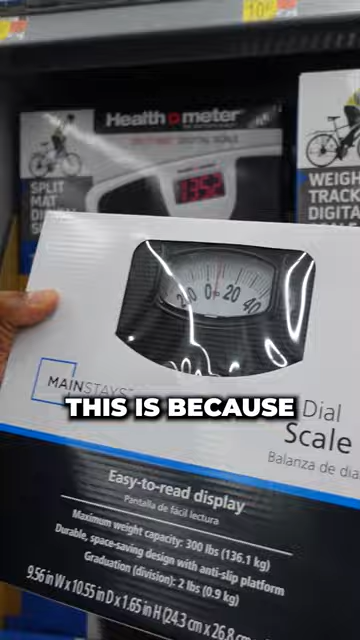 Health o meter
SPLIT
MAT
1352
WEIGH
TRACK
DIGITA
20 0 20 40
MAINSTAYS
THIS IS BECAUSE
Dial
Scale
Balanza de dia
Easy-to-read display
Pantalla de fácil lectura
Maximum weight capacity: 300 lbs (136.1 kg)
Durable, space-saving design with anti-slip platform
Graduation (division): 2 lbs (0.9 kg)
9.56 in W x 10.55 in D x 1.65 in H (24.3 cm x 26.8 cm